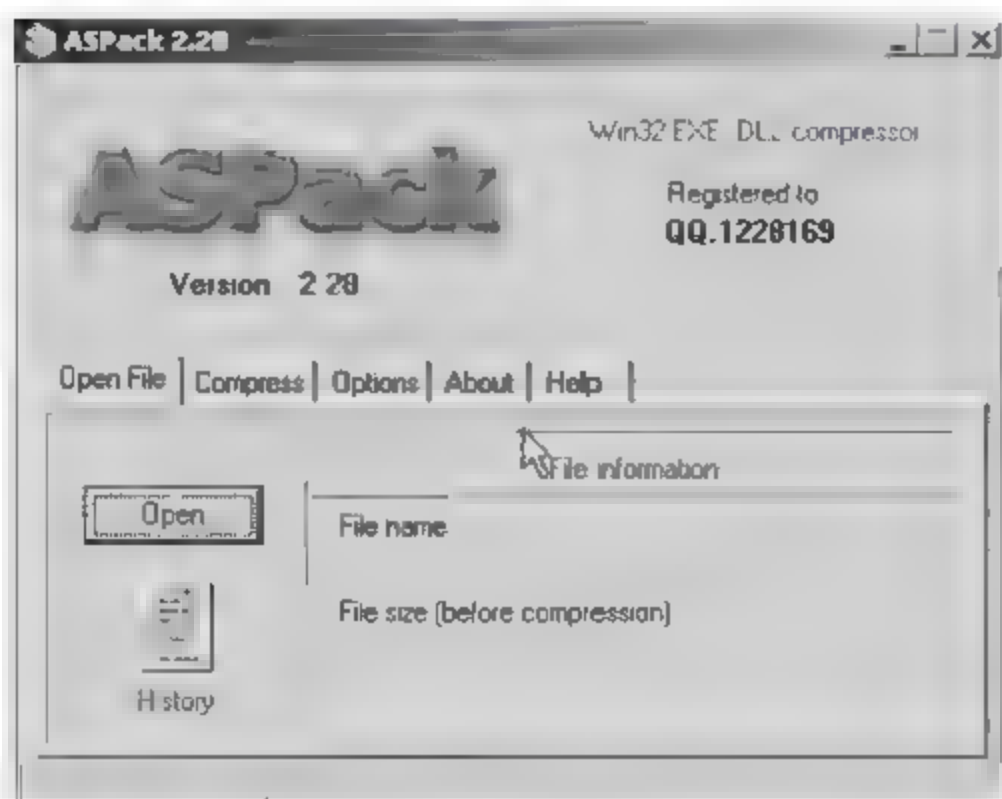 ASPack 2.28
Win32 EXE DLL compressor
ASPack
Registered to
QQ.1228169
Version 2 28
Open File
Compress
Options
About
Help
File information
Open
File name
File size (before compression)
History